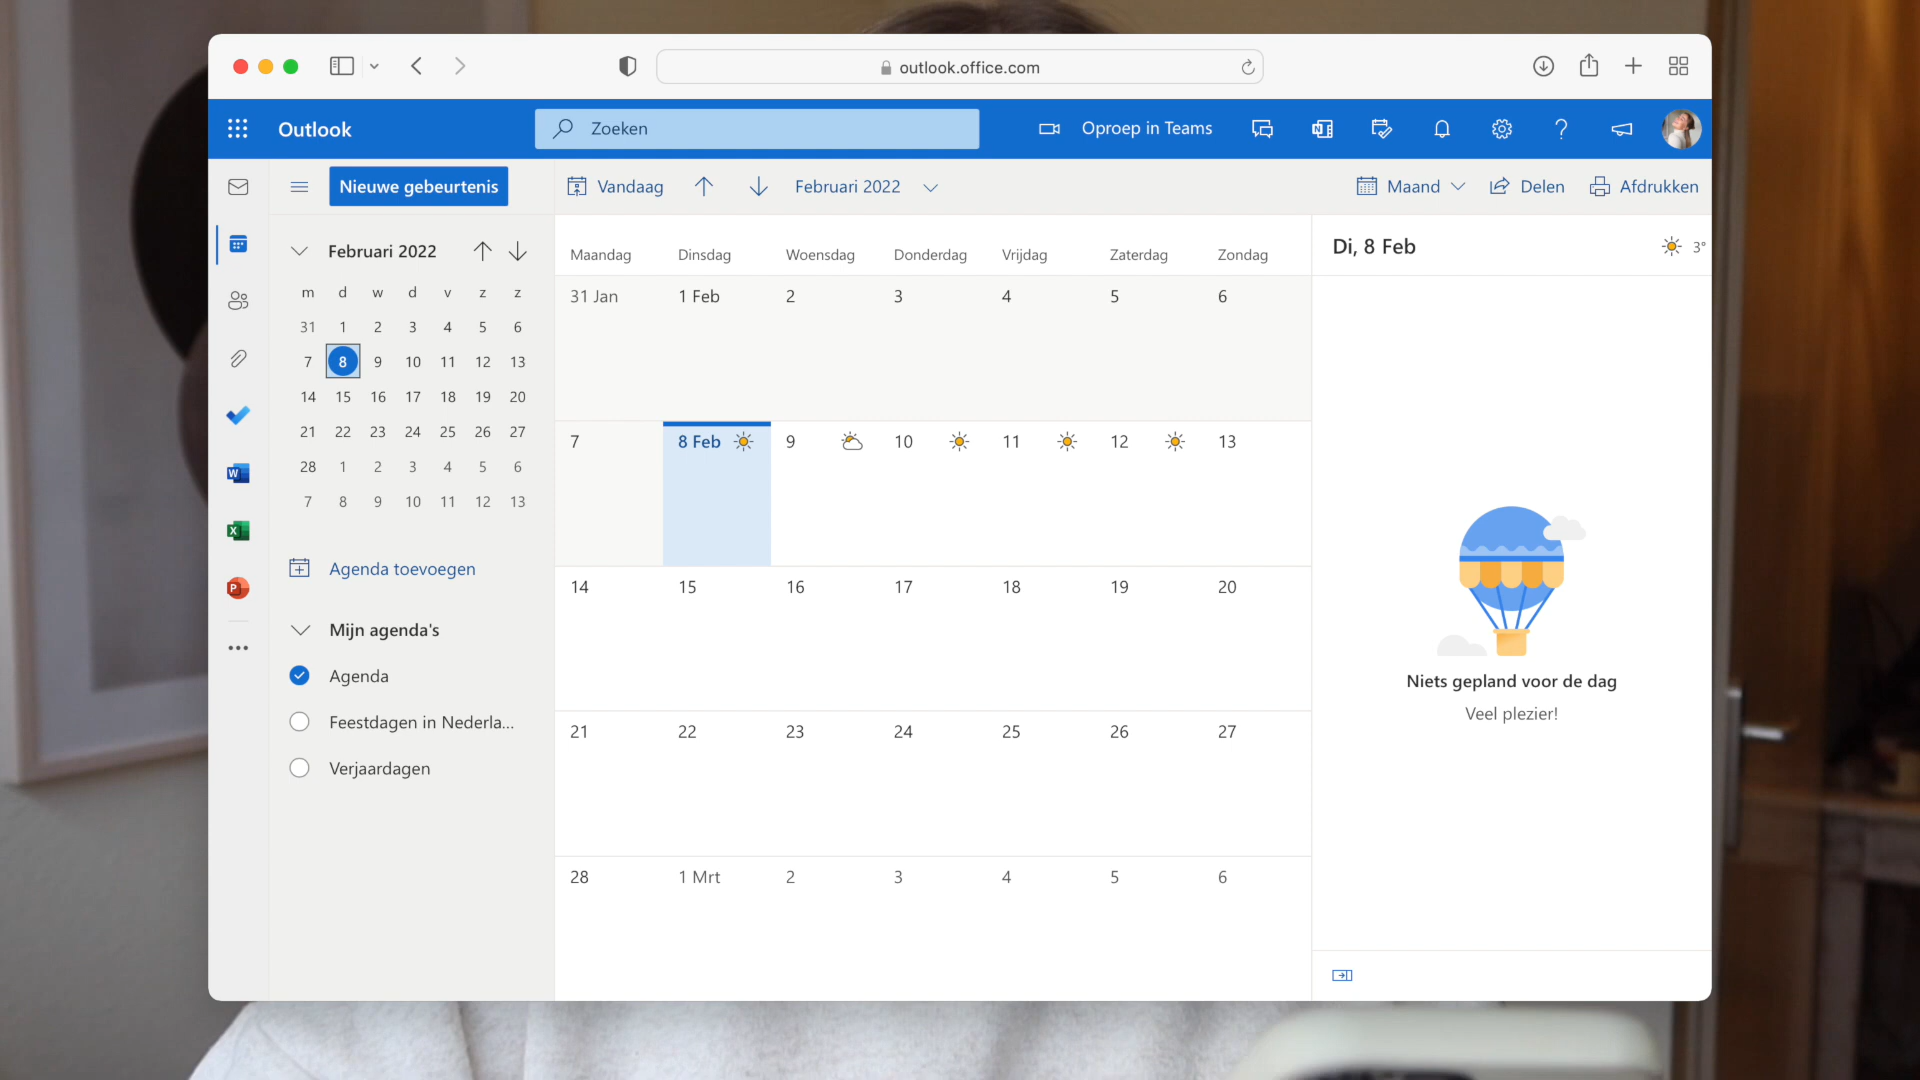 outlook.office.com
Outlook
Zoeken
Oproep in Teams
Nieuwe gebeurtenis
Vandaag
Februari 2022
Maand
Delen
Afdrukken
Februari 2022
m d w d v z z
31 1 2 3 4 5 6
7 8 9 10 11 12 13
14 15 16 17 18 19 20
21 22 23 24 25 26 27
28 1 2 3 4 5 6
7 8 9 10 11 12 13
Agenda toevoegen
Mijn agenda's
Agenda
Feestdagen in Nederla...
Verjaardagen
W
X
P
Maandag Dinsdag Woensdag Donderdag Vrijdag Zaterdag Zondag
31 Jan 1 Feb 2 3 4 5 6
7 8 Feb 9 10 11 12 13
14 15 16 17 18 19 20
21 22 23 24 25 26 27
28 1 Mrt 2 3 4 5 6
Di, 8 Feb
3°
Niets gepland voor de dag
Veel plezier!